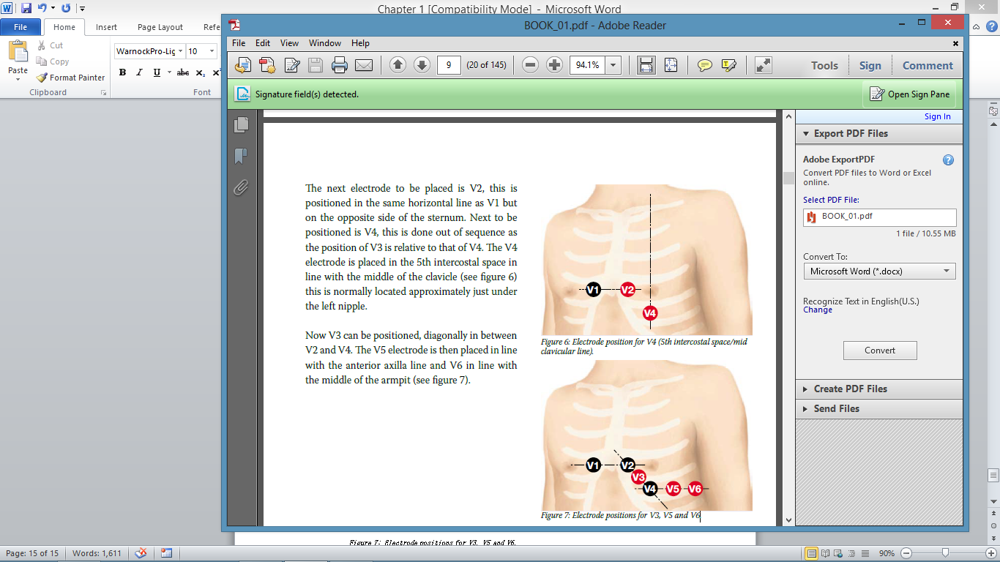 Chapter 1 [Compatibility Mode] - Microsoft Word
File Home Insert Page Layout Refe
Paste
Cut
Copy
Format Painter
Clipboard
WarnockPro-Lig 10
B I U abc x₂ x
Font
BOOK_01.pdf - Adobe Reader
File Edit View Window Help
9 (20 of 145) 94.1% Tools Sign Comment
Signature field(s) detected.
Open Sign Pane
The next electrode to be placed is V2, this is
positioned in the same horizontal line as V1 but
on the opposite side of the sternum. Next to be
positioned is V4, this is done out of sequence as
the position of V3 is relative to that of V4. The V4
electrode is placed in the 5th intercostal space in
line with the middle of the clavicle (see figure 6)
this is normally located approximately just under
the left nipple.
Now V3 can be positioned, diagonally in between
V2 and V4. The V5 electrode is then placed in line
with the anterior axilla line and V6 in line with
the middle of the armpit (see figure 7).
V1 V2
V4
Figure 6: Electrode position for V4 (5th intercostal space/mid
clavicular line).
V1 V2
V3
V4 V5 V6
Figure 7: Electrode positions for V3, V5 and V6
Sign In
Export PDF Files
Adobe ExportPDF
Convert PDF files to Word or Excel
online.
Select PDF File:
BOOK_01.pdf
1 file / 10.55 MB
Convert To:
Microsoft Word (*.docx)
Recognize Text in English(U.S.)
Change
Convert
Create PDF Files
Send Files
Figure 7: Electrode positions for V3, V5 and V6.
Page: 15 of 15 Words: 1,611
90%